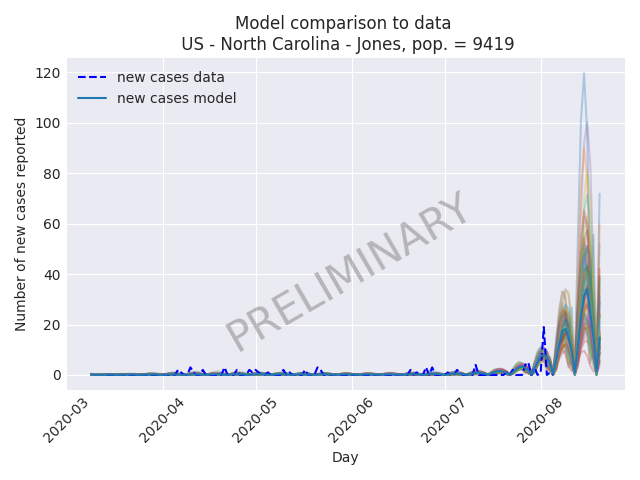 Model comparison to data
US - North Carolina - Jones, pop. = 9419
new cases data
new cases model
120
100
80
60
40
20
0
Number of new cases reported
PRELIMINARY
2020-03
2020-04
2020-05
2020-06
2020-07
2020-08
Day